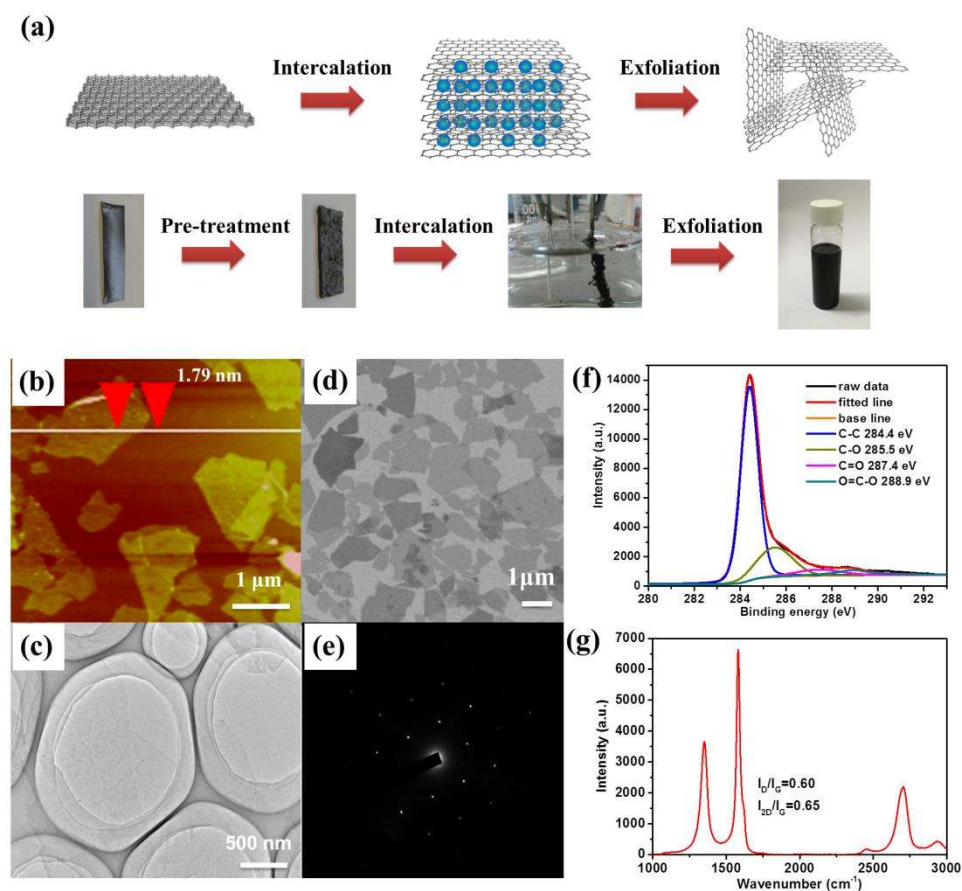 (a)
Intercalation
Exfoliation
Pre-treatment
Intercalation
Exfoliation
(b)
1.79 nm
1 μm
(d)
1μm
(c)
500 nm
(e)
(f)
Intensity (a.u.)
14000
12000
10000
8000
6000
4000
2000
0
raw data
fitted line
base line
C-C 284.4 eV
C-O 285.5 eV
C=O 287.4 eV
O=C-O 288.9 eV
280 282 284 286 288 290 292
Binding energy (eV)
(g)
Intensity (a.u.)
7000
6000
5000
4000
3000
2000
1000
0
I_D/I_G=0.60
I_2D/I_G=0.65
1000 1500 2000 2500 3000
Wavenumber (cm⁻¹)